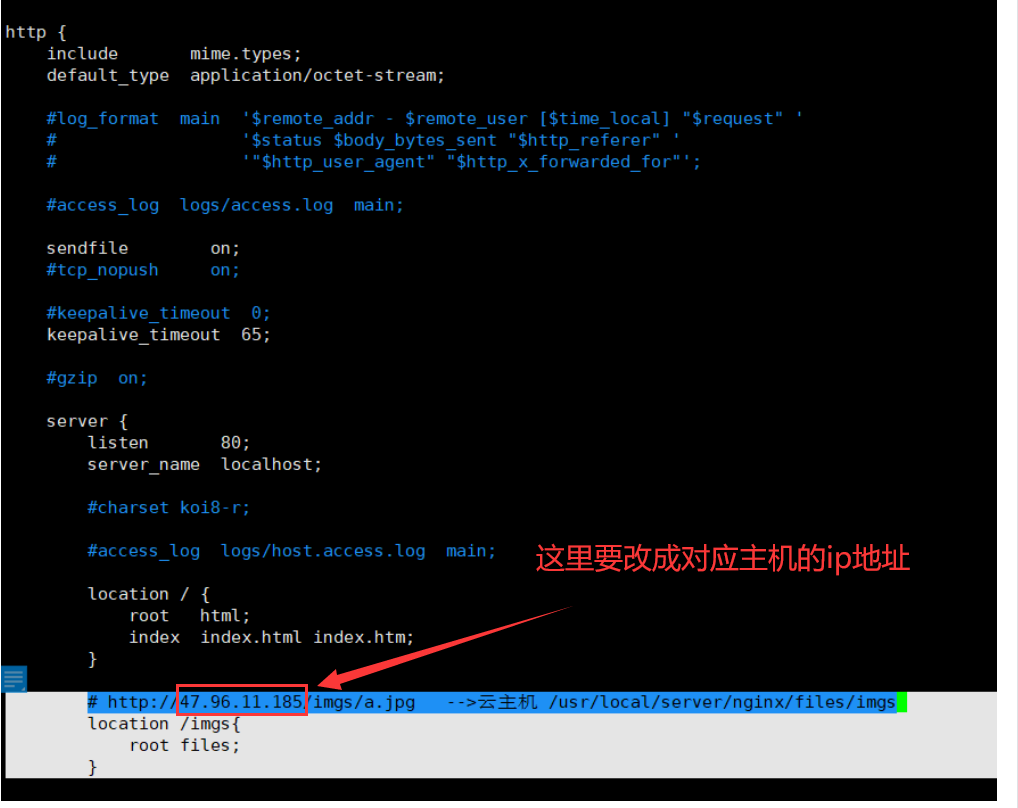 http {
    include       mime.types;
    default_type  application/octet-stream;
    #log_format  main  '$remote_addr - $remote_user [$time_local] "$request" '
    #                  '$status $body_bytes_sent "$http_referer" '
    #                  '"$http_user_agent" "$http_x_forwarded_for"';
    #access_log  logs/access.log  main;
    sendfile        on;
    #tcp_nopush     on;
    #keepalive_timeout  0;
    keepalive_timeout  65;
    #gzip  on;
    server {
        listen       80;
        server_name  localhost;
        #charset koi8-r;
        #access_log  logs/host.access.log  main;
这里要改成对应主机的ip地址
        location / {
            root   html;
            index  index.html index.htm;
        }
        # http://47.96.11.185/imgs/a.jpg   -->云主机 /usr/local/server/nginx/files/imgs
        location /imgs{
            root files;
        }